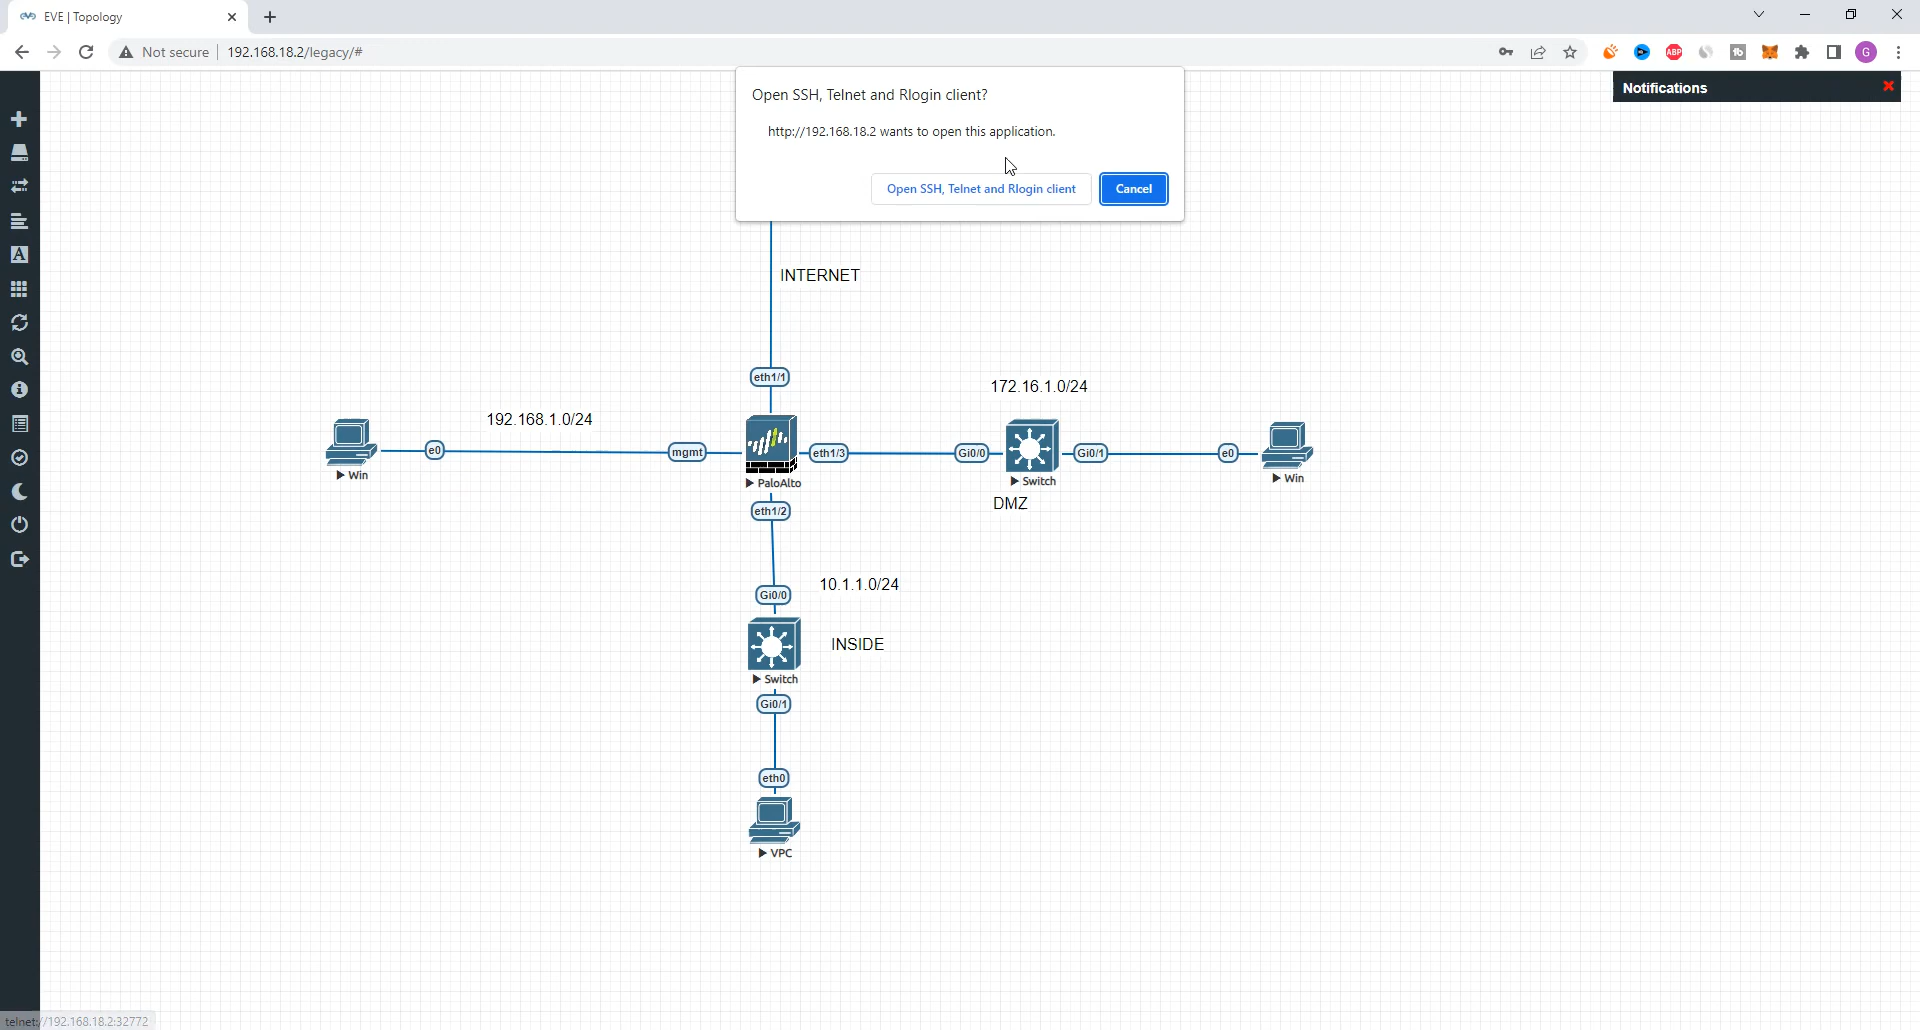 EVE | Topology
Not secure
192.168.18.2/legacy/#
ABP
G
Open SSH, Telnet and Rlogin client?
http://192.168.18.2 wants to open this application.
Open SSH, Telnet and Rlogin client
Cancel
Notifications
A
INTERNET
eth1/1
172.16.1.0/24
192.168.1.0/24
e0
mgmt
eth1/3
Gi0/0
Gi0/1
e0
Win
PaloAlto
Switch
Win
eth1/2
DMZ
10.1.1.0/24
Gi0/0
INSIDE
Switch
Gi0/1
eth0
VPC
telnet://192.168.18.2:32772